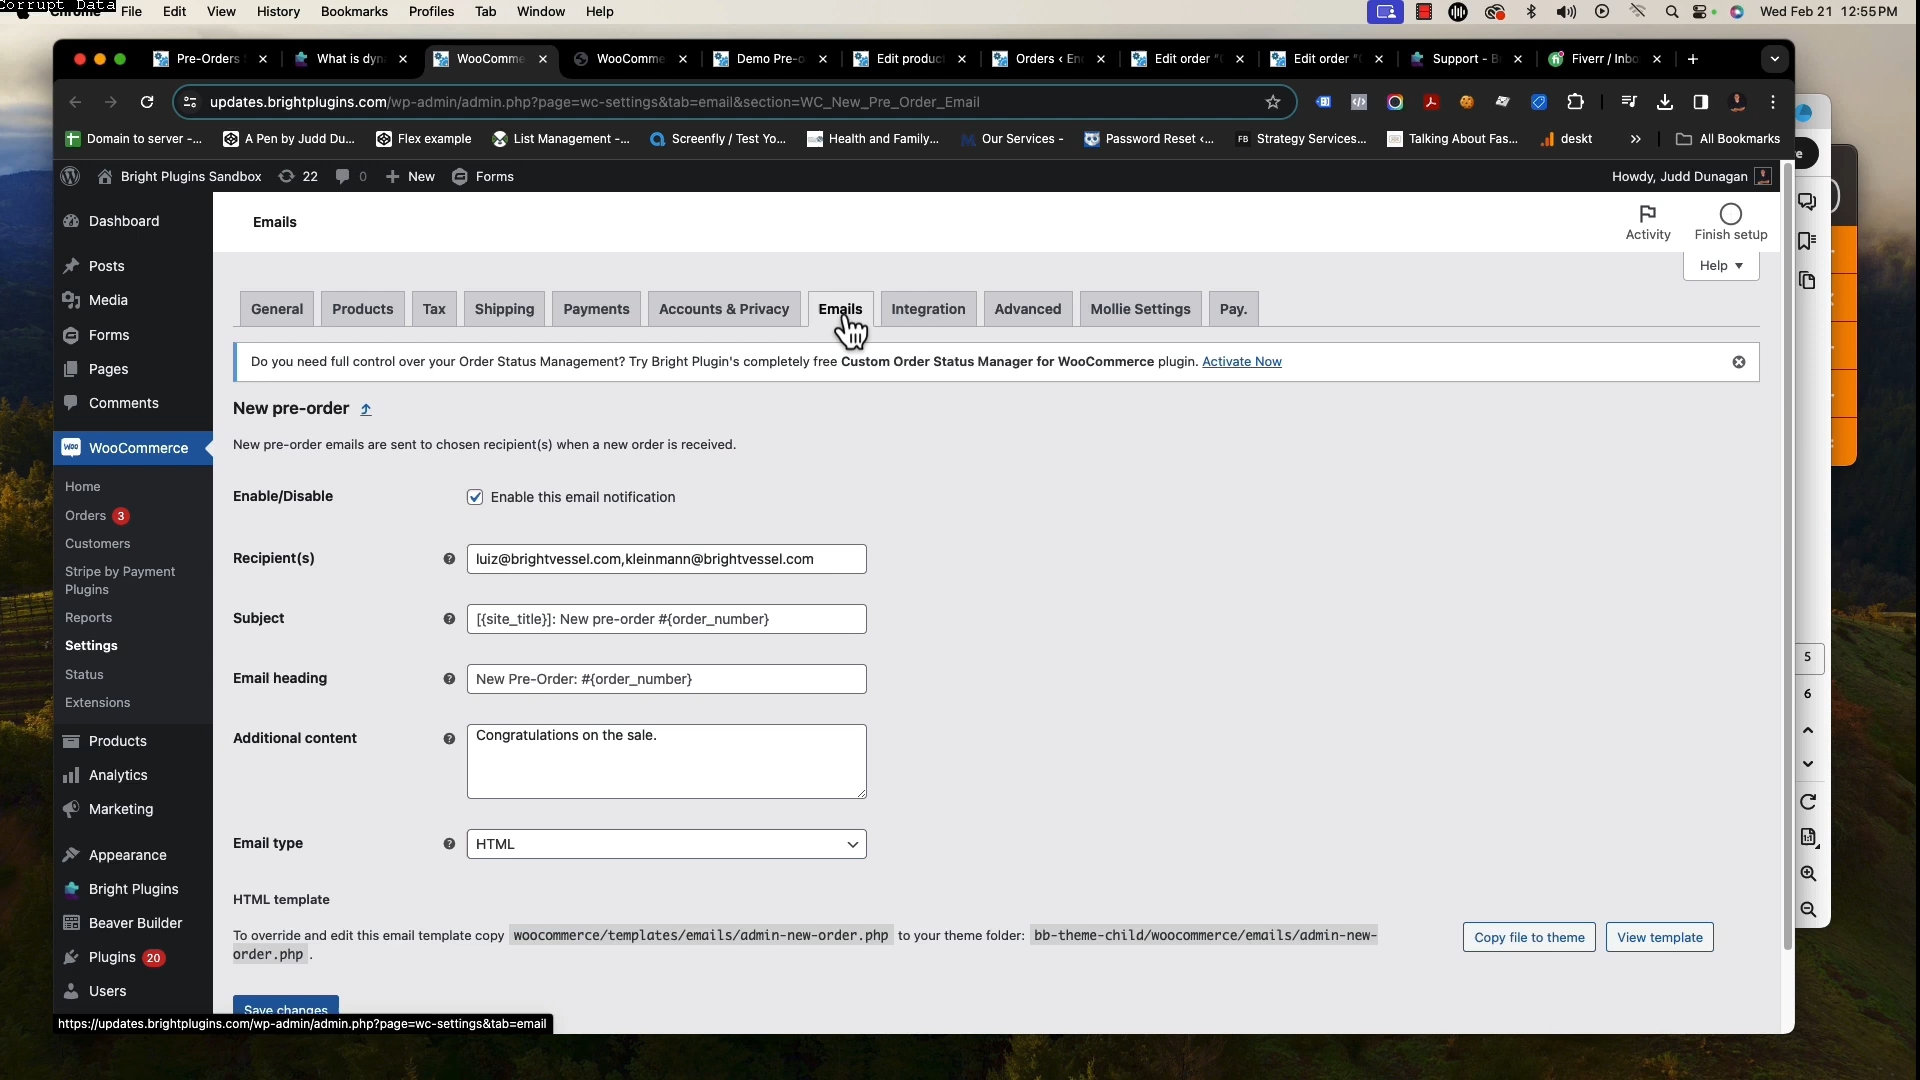 Corrupt Data
Chrome File Edit View History Bookmarks Profiles Tab Window Help
Wed Feb 21 12:55 PM
Pre-Orders
What is dyn
WooComme
WooComme
Demo Pre-o
Edit produc
Orders ‹ En
Edit order "
Edit order "
Support - B
Fiverr / Inbo
updates.brightplugins.com/wp-admin/admin.php?page=wc-settings&tab=email&section=WC_New_Pre_Order_Email
Domain to server -...
A Pen by Judd Du...
Flex example
List Management -...
Screenfly / Test Yo...
Health and Family...
Our Services -
Password Reset ‹...
FB Strategy Services...
Talking About Fas...
deskt
»
All Bookmarks
Bright Plugins Sandbox 22 0 New Forms
Howdy, Judd Dunagan
Dashboard
Posts
Media
Forms
Pages
Comments
WooCommerce
Home
Orders 3
Customers
Stripe by Payment
Plugins
Reports
Settings
Status
Extensions
Products
Analytics
Marketing
Appearance
Bright Plugins
Beaver Builder
Plugins 20
Users
Emails
Activity
Finish setup
Help
General Products Tax Shipping Payments Accounts & Privacy Emails Integration Advanced Mollie Settings Pay.
Do you need full control over your Order Status Management? Try Bright Plugin's completely free Custom Order Status Manager for WooCommerce plugin. Activate Now
New pre-order
New pre-order emails are sent to chosen recipient(s) when a new order is received.
Enable/Disable Enable this email notification
Recipient(s) luiz@brightvessel.com,kleinmann@brightvessel.com
Subject [{site_title}]: New pre-order #{order_number}
Email heading New Pre-Order: #{order_number}
Additional content Congratulations on the sale.
Email type HTML
HTML template
To override and edit this email template copy woocommerce/templates/emails/admin-new-order.php to your theme folder: bb-theme-child/woocommerce/emails/admin-new-
order.php .
Copy file to theme View template
Save changes
https://updates.brightplugins.com/wp-admin/admin.php?page=wc-settings&tab=email
5
6